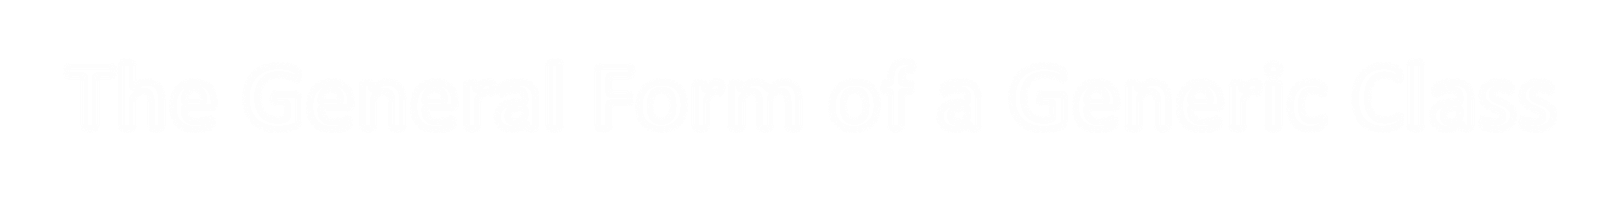 The General Form of a Generic Class